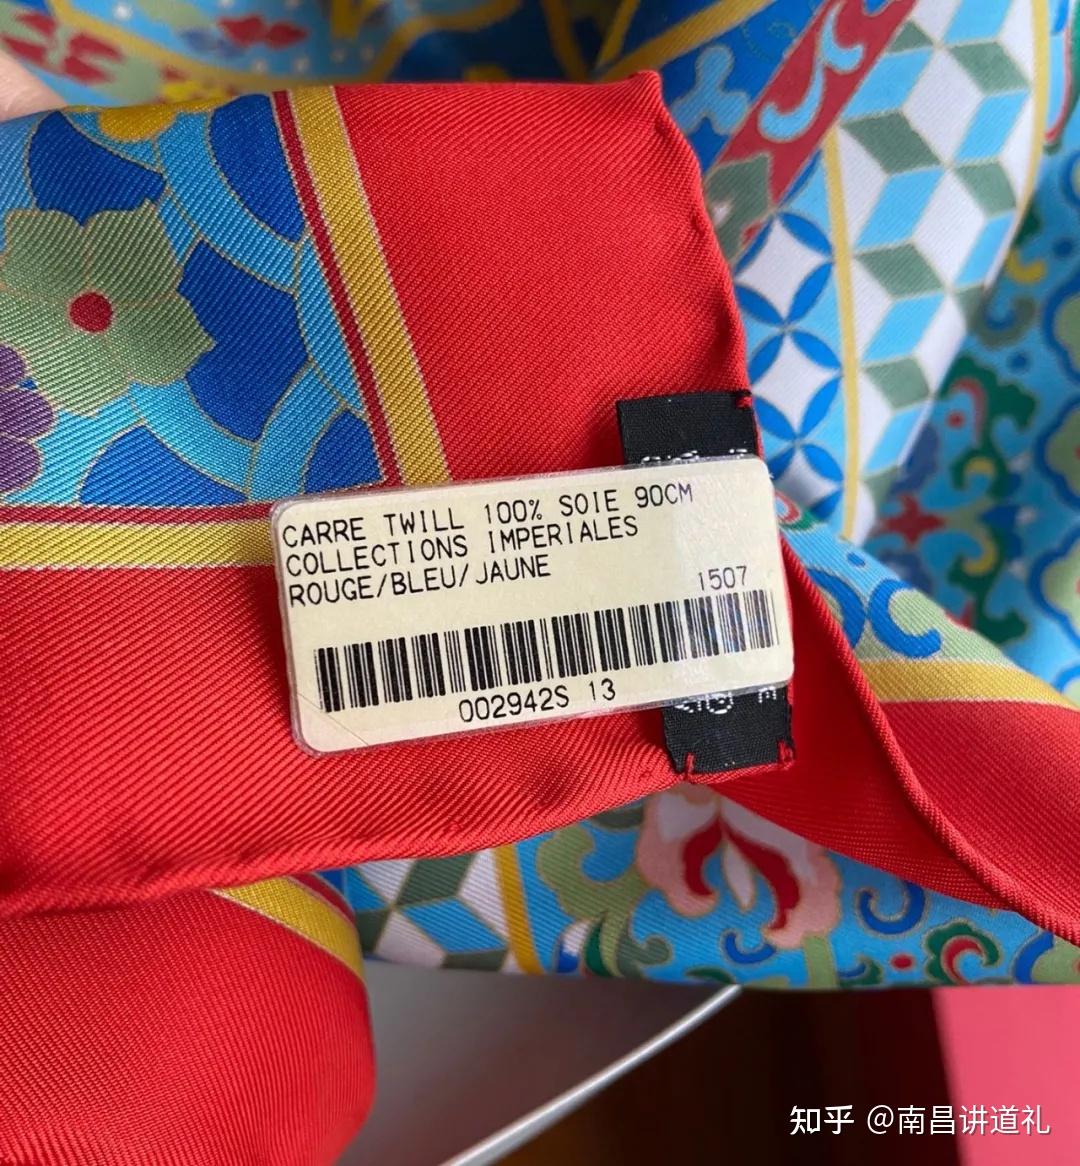 CARRE TWILL 100% SOIE 90CM
COLLECTIONS IMPERIALES
ROUGE/BLEU/JAUNE
1507
002942S 13
知乎 @南昌讲道礼